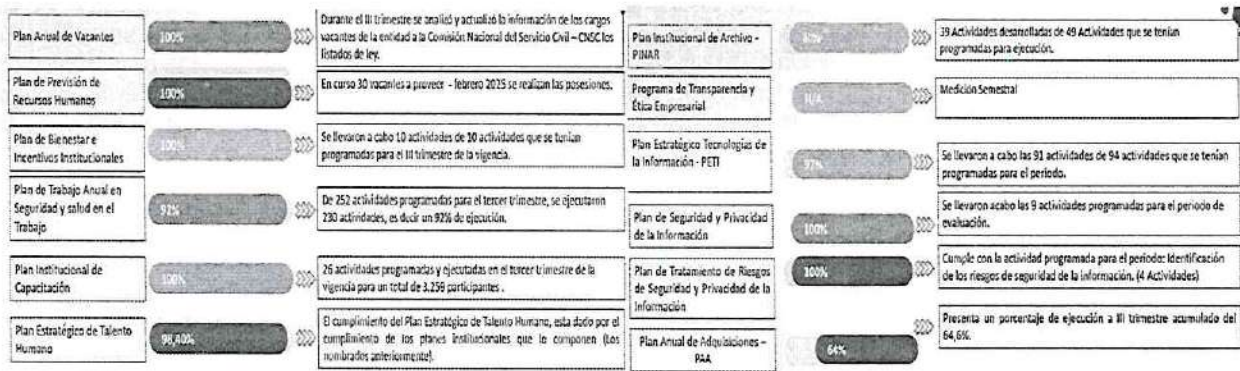 Plan Anual de Vacantes
100%
Durante el III trimestre se analizó y actualizó la información de los cargos
vacantes de la entidad a la Comisión Nacional del Servicio Civil – CNSC los
listados de ley.
Plan de Previsión de
Recursos Humanos
100%
En curso 30 vacantes a proveer - febrero 2025 se realizan las posesiones.
Plan de Bienestar e
Incentivos Institucionales
100%
Se llevaron a cabo 10 actividades de 10 actividades que se tenían
programadas para el III trimestre de la vigencia.
Plan de Trabajo Anual en
Seguridad y salud en el
Trabajo
De 252 actividades programadas para el tercer trimestre, se ejecutaron
230 actividades, es decir un 92% de ejecución.
Plan Institucional de
Capacitación
100%
26 actividades programadas y ejecutadas en el tercer trimestre de la
vigencia para un total de 3.259 participantes .
Plan Estratégico de Talento
Humano
98,40%
El cumplimiento del Plan Estratégico de Talento Humano, esta dado por el
cumplimiento de los planes institucionales que lo componen (Los
nombrados anteriormente).
Plan Institucional de Archivo –
PINAR
39 Actividades desarrolladas de 49 Actividades que se tenían
programadas para ejecución.
Programa de Transparencia y
Ética Empresarial
N/A
Medición Semestral
Plan Estratégico Tecnologías de
la Información - PETI
97%
Se llevaron a cabo las 91 actividades de 94 actividades que se tenían
programadas para el periodo.
Plan de Seguridad y Privacidad
de la Información
100%
Se llevaron acabo las 9 actividades programadas para el periodo de
evaluación.
Plan de Tratamiento de Riesgos
de Seguridad y Privacidad de la
Información
100%
Cumple con la actividad programada para el periodo: Identificación
de los riesgos de seguridad de la información. (4 Actividades)
Plan Anual de Adquisiciones –
PAA
64%
Presenta un porcentaje de ejecución a III trimestre acumulado del
64,6%.